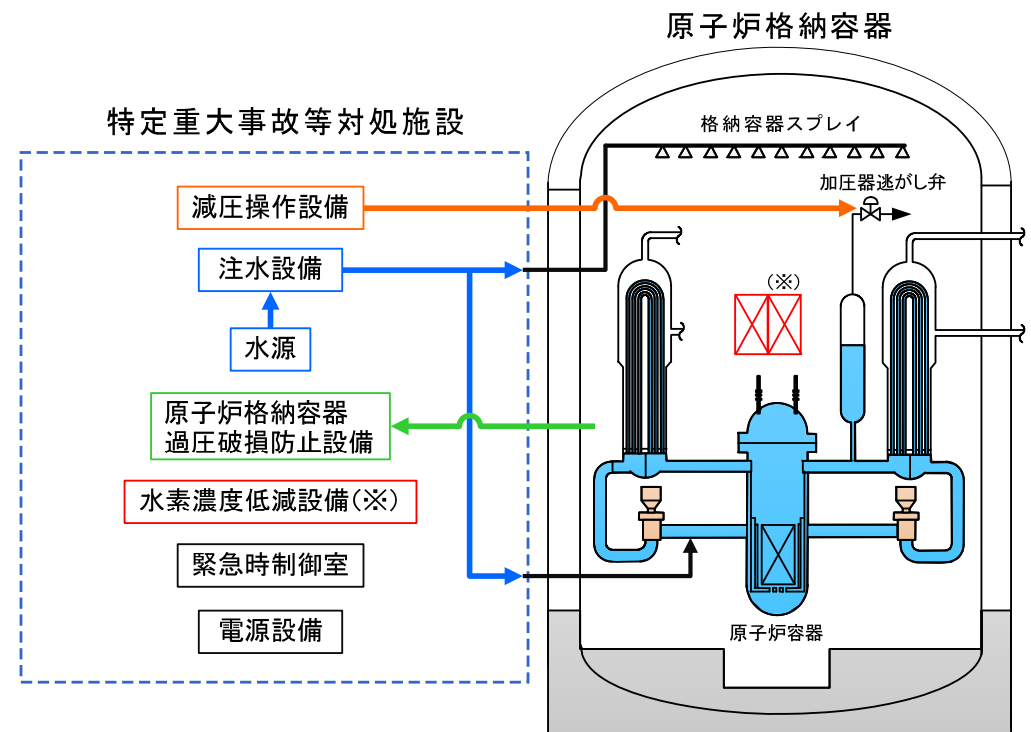 原子炉格納容器
特定重大事故等対処施設
格納容器スプレイ
加圧器逃がし弁
減圧操作設備
注水設備
(※)
水源
原子炉格納容器
過圧破損防止設備
水素濃度低減設備(※)
緊急時制御室
電源設備
原子炉容器